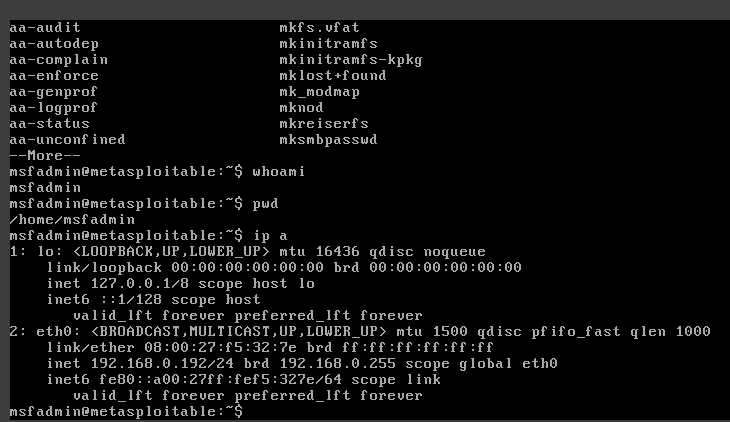 aa-audit mkfs.vfat
aa-autodep mkinitramfs
aa-complain mkinitramfs-kpkg
aa-enforce mklost+found
aa-genprof mk_modmap
aa-logprof mknod
aa-status mkreiserfs
aa-unconfined mksmbpasswd
--More--
msfadmin@metasploitable:~$ whoami
msfadmin
msfadmin@metasploitable:~$ pwd
/home/msfadmin
msfadmin@metasploitable:~$ ip a
1: lo: <LOOPBACK,UP,LOWER_UP> mtu 16436 qdisc noqueue
    link/loopback 00:00:00:00:00:00 brd 00:00:00:00:00:00
    inet 127.0.0.1/8 scope host lo
    inet6 ::1/128 scope host
       valid_lft forever preferred_lft forever
2: eth0: <BROADCAST,MULTICAST,UP,LOWER_UP> mtu 1500 qdisc pfifo_fast qlen 1000
    link/ether 08:00:27:f5:32:7e brd ff:ff:ff:ff:ff:ff
    inet 192.168.0.192/24 brd 192.168.0.255 scope global eth0
    inet6 fe80::a00:27ff:fef5:327e/64 scope link
       valid_lft forever preferred_lft forever
msfadmin@metasploitable:~$